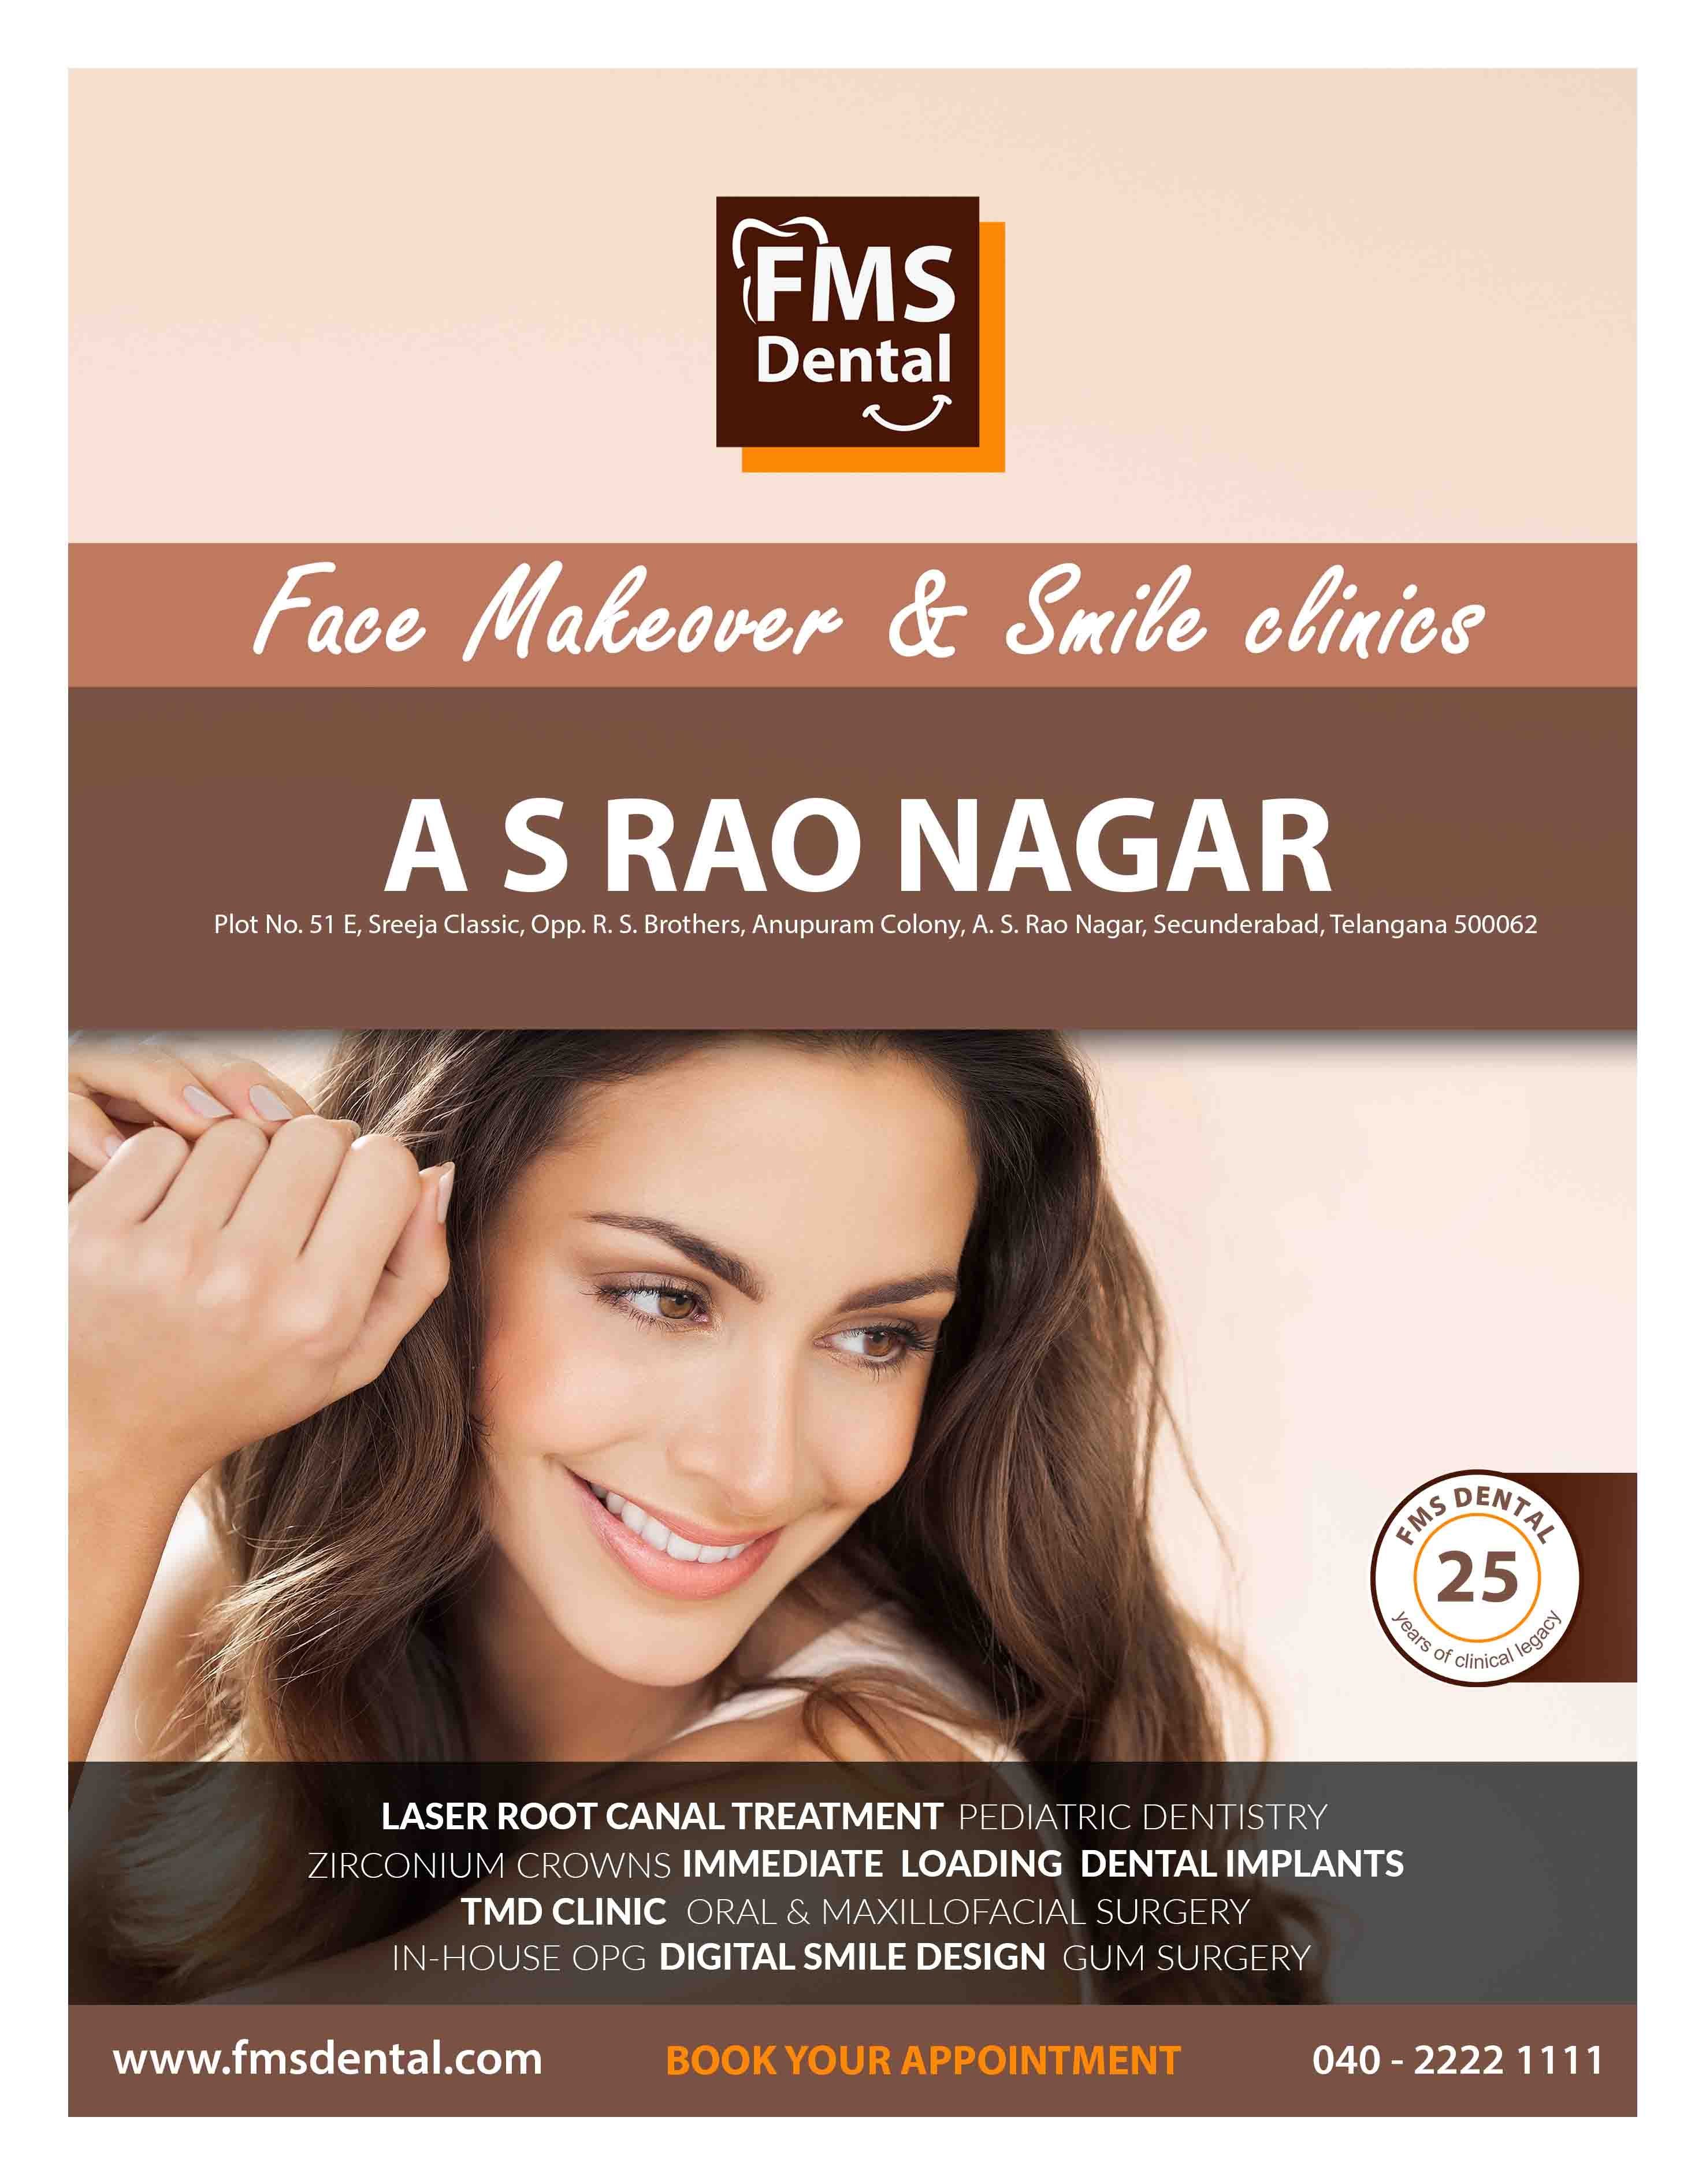 FMS
Dental
Face Makeover & Smile clinics
A S RAO NAGAR
Plot No. 51 E, Sreeja Classic, Opp. R. S. Brothers, Anupuram Colony, A. S. Rao Nagar, Secunderabad, Telangana 500062
FMS DENTAL
25
years of clinical legacy
LASER ROOT CANAL TREATMENT PEDIATRIC DENTISTRY
ZIRCONIUM CROWNS IMMEDIATE LOADING DENTAL IMPLANTS
TMD CLINIC ORAL & MAXILLOFACIAL SURGERY
IN-HOUSE OPG DIGITAL SMILE DESIGN GUM SURGERY
www.fmsdental.com BOOK YOUR APPOINTMENT 040 - 2222 1111